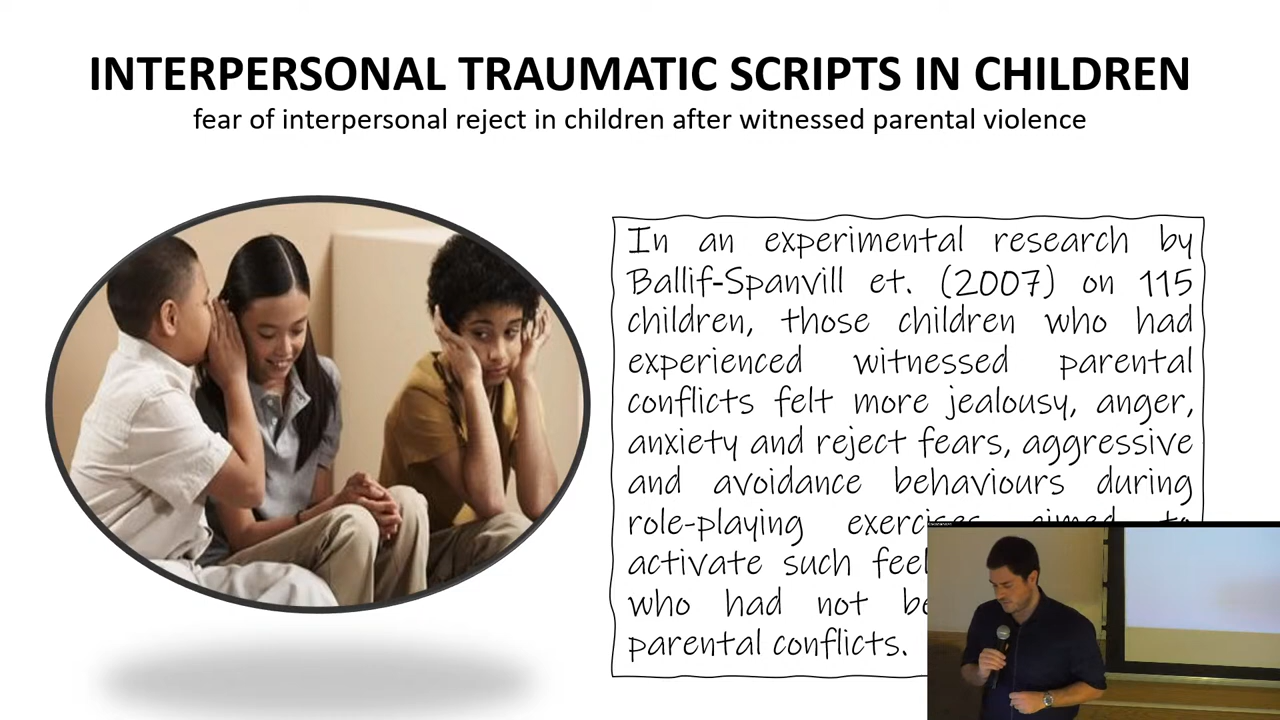 INTERPERSONAL TRAUMATIC SCRIPTS IN CHILDREN
fear of interpersonal reject in children after witnessed parental violence
In an experimental research by
Ballif-Spanvill et. (2007) on 115
children, those children who had
experienced witnessed parental
conflicts felt more jealousy, anger,
anxiety and reject fears, aggressive
and avoidance behaviours during
role-playing exercises aimed to
activate such
who had not
parental conflicts.